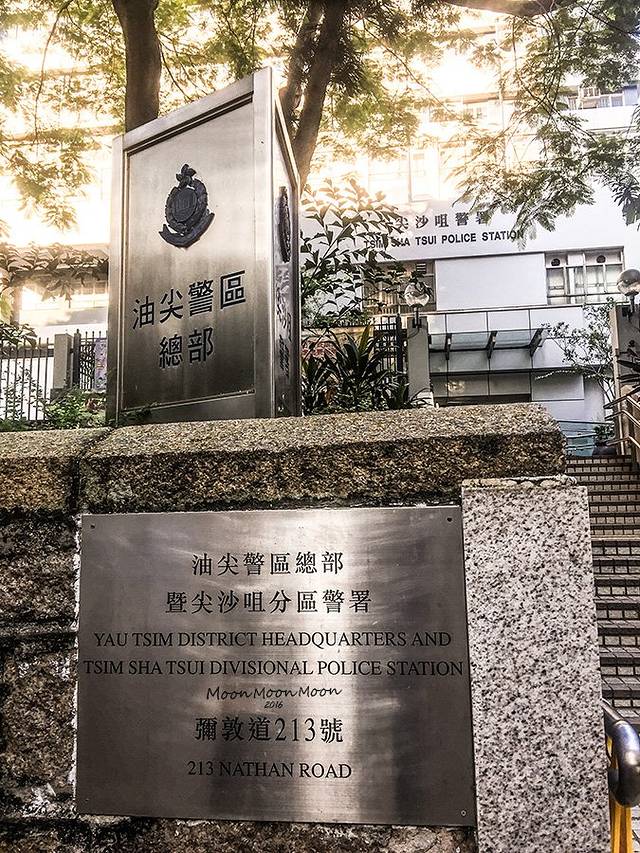 油尖警區
總部
尖沙咀警署
TSIM SHA TSUI POLICE STATION
油尖警區總部
暨尖沙咀分區警署
YAU TSIM DISTRICT HEADQUARTERS AND
TSIM SHA TSUI DIVISIONAL POLICE STATION
Moon Moon Moon
2016
彌敦道213號
213 NATHAN ROAD